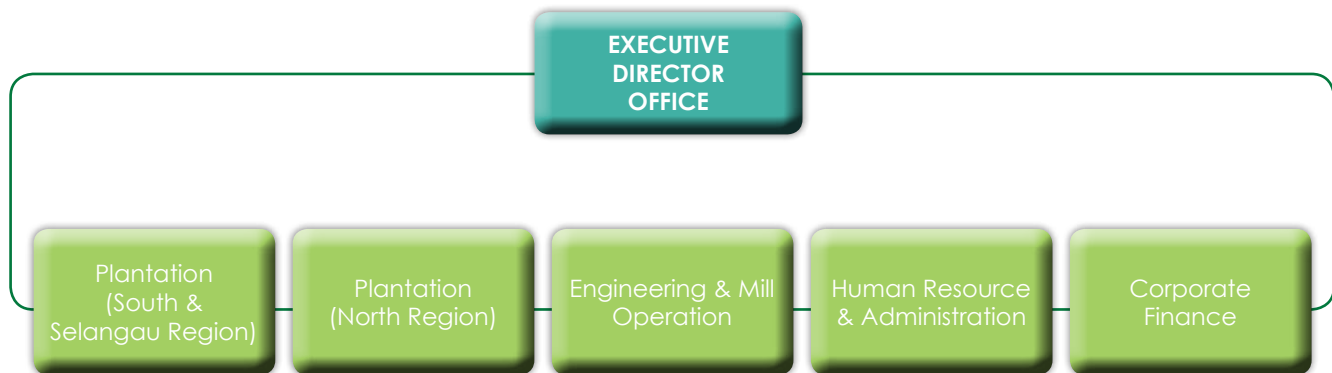 EXECUTIVE
DIRECTOR
OFFICE
Plantation
(South &
Selangau Region)
Plantation
(North Region)
Engineering & Mill
Operation
Human Resource
& Administration
Corporate
Finance